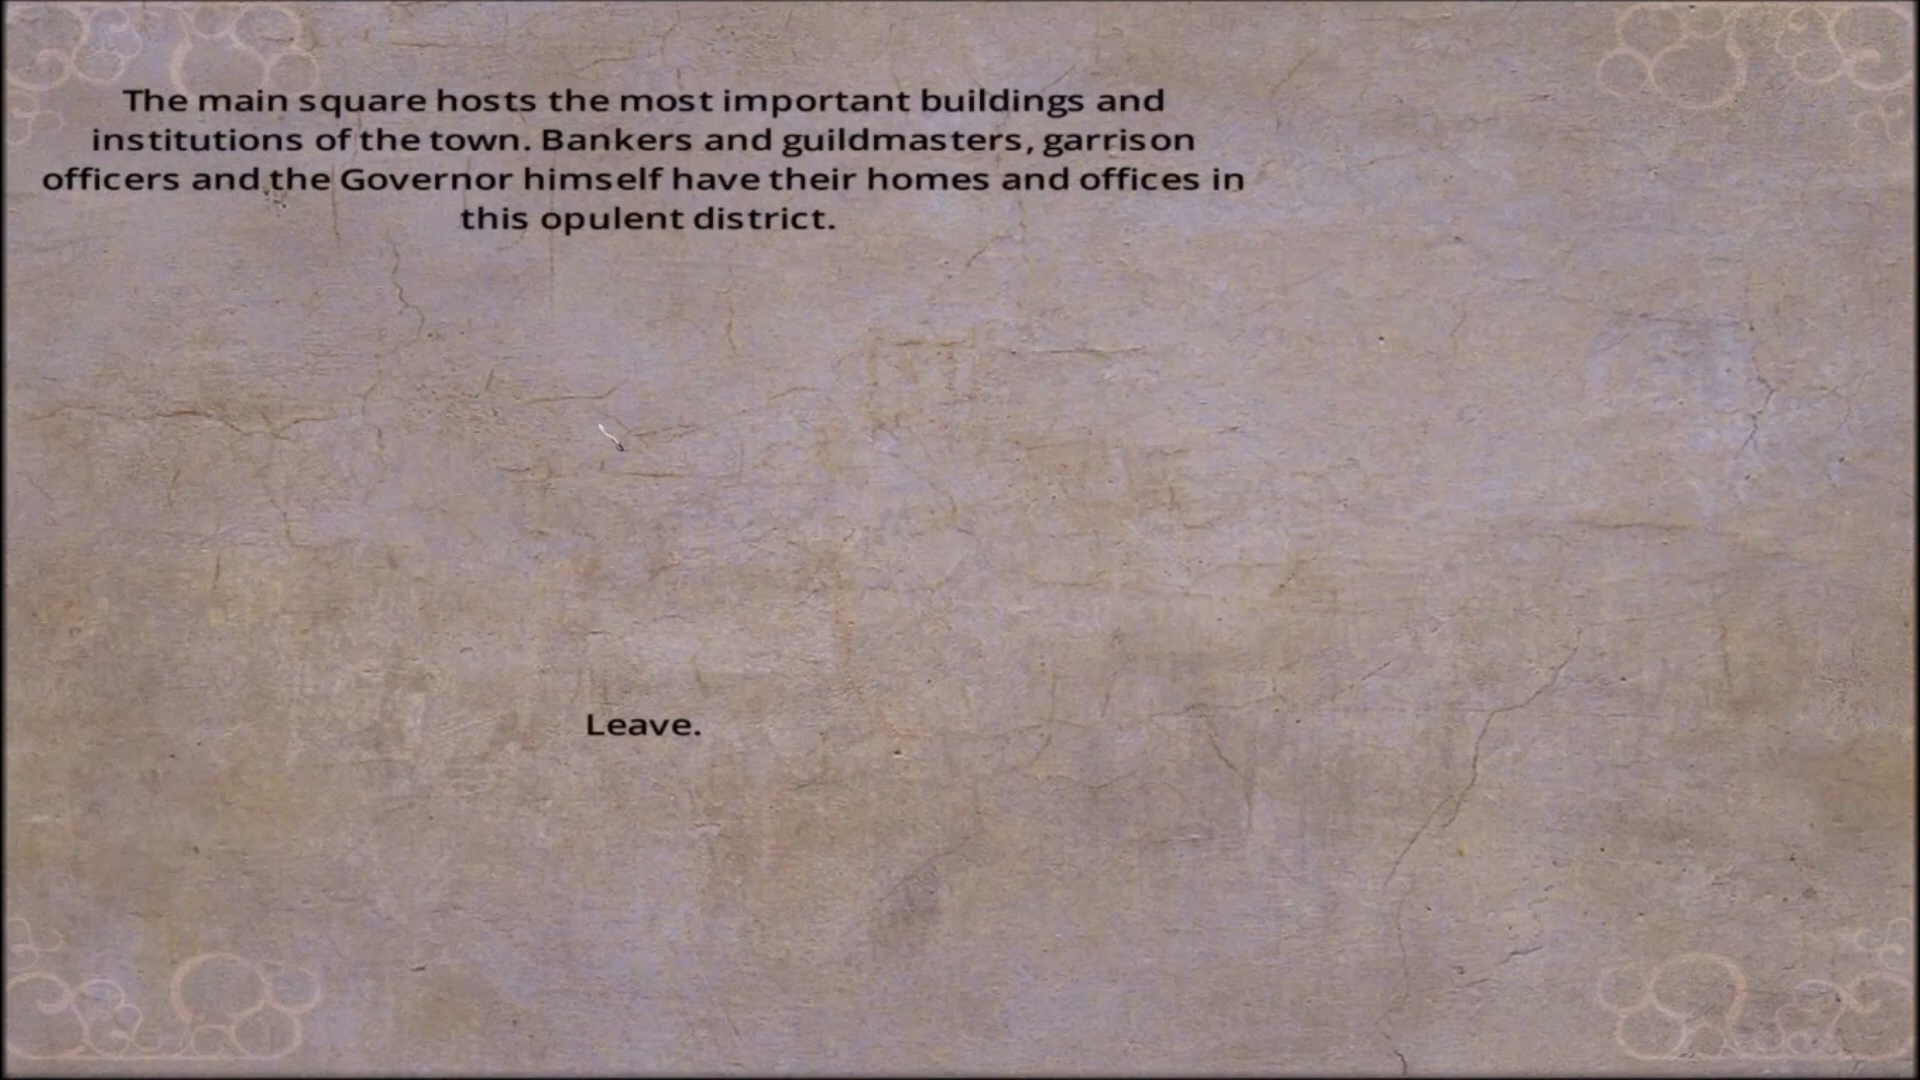 The main square hosts the most important buildings and
institutions of the town. Bankers and guildmasters, garrison
officers and the Governor himself have their homes and offices in
this opulent district.
Leave.